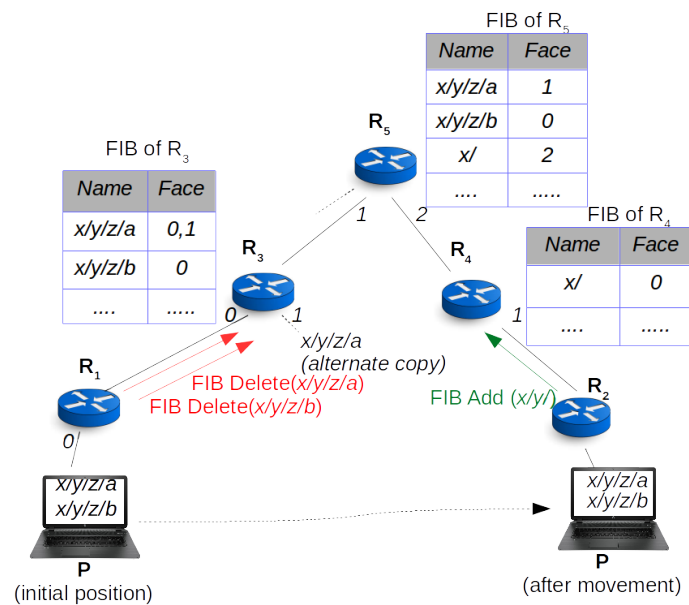 FIB of R5
Name Face
x/y/z/a 1
x/y/z/b 0
x/ 2
.... .....
R5
FIB of R3
Name Face
x/y/z/a 0,1
x/y/z/b 0
.... .....
1 2
FIB of R4
Name Face
x/ 0
.... .....
R3
R4
0 1
1
x/y/z/a
(alternate copy)
R1
FIB Delete(x/y/z/a)
FIB Delete(x/y/z/b)
R2
FIB Add (x/y/)
0
x/y/z/a
x/y/z/b
x/y/z/a
x/y/z/b
P
(initial position)
P
(after movement)